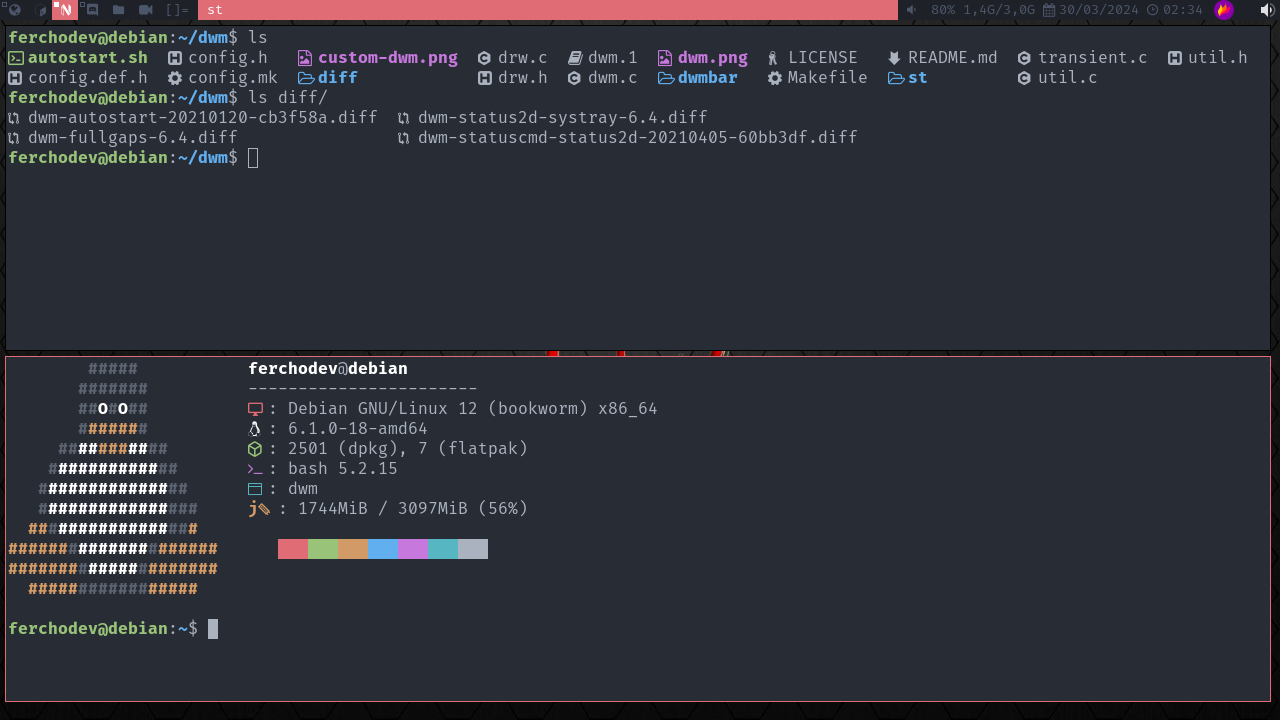 []= st 80% 1,4G/3,0G 30/03/2024 02:34
ferchodev@debian:~/dwm$ ls
autostart.sh config.h custom-dwm.png drw.c dwm.1 dwm.png LICENSE README.md transient.c util.h
config.def.h config.mk diff drw.h dwm.c dwmbar Makefile st util.c
ferchodev@debian:~/dwm$ ls diff/
dwm-autostart-20210120-cb3f58a.diff dwm-status2d-systray-6.4.diff
dwm-fullgaps-6.4.diff dwm-statuscmd-status2d-20210405-60bb3df.diff
ferchodev@debian:~/dwm$
##### ferchodev@debian
####### -----------------------
##O#O## : Debian GNU/Linux 12 (bookworm) x86_64
####### : 6.1.0-18-amd64
########### : 2501 (dpkg), 7 (flatpak)
############# : bash 5.2.15
############### : dwm
################ : 1744MiB / 3097MiB (56%)
#################
#####################
#####################
#################
ferchodev@debian:~$